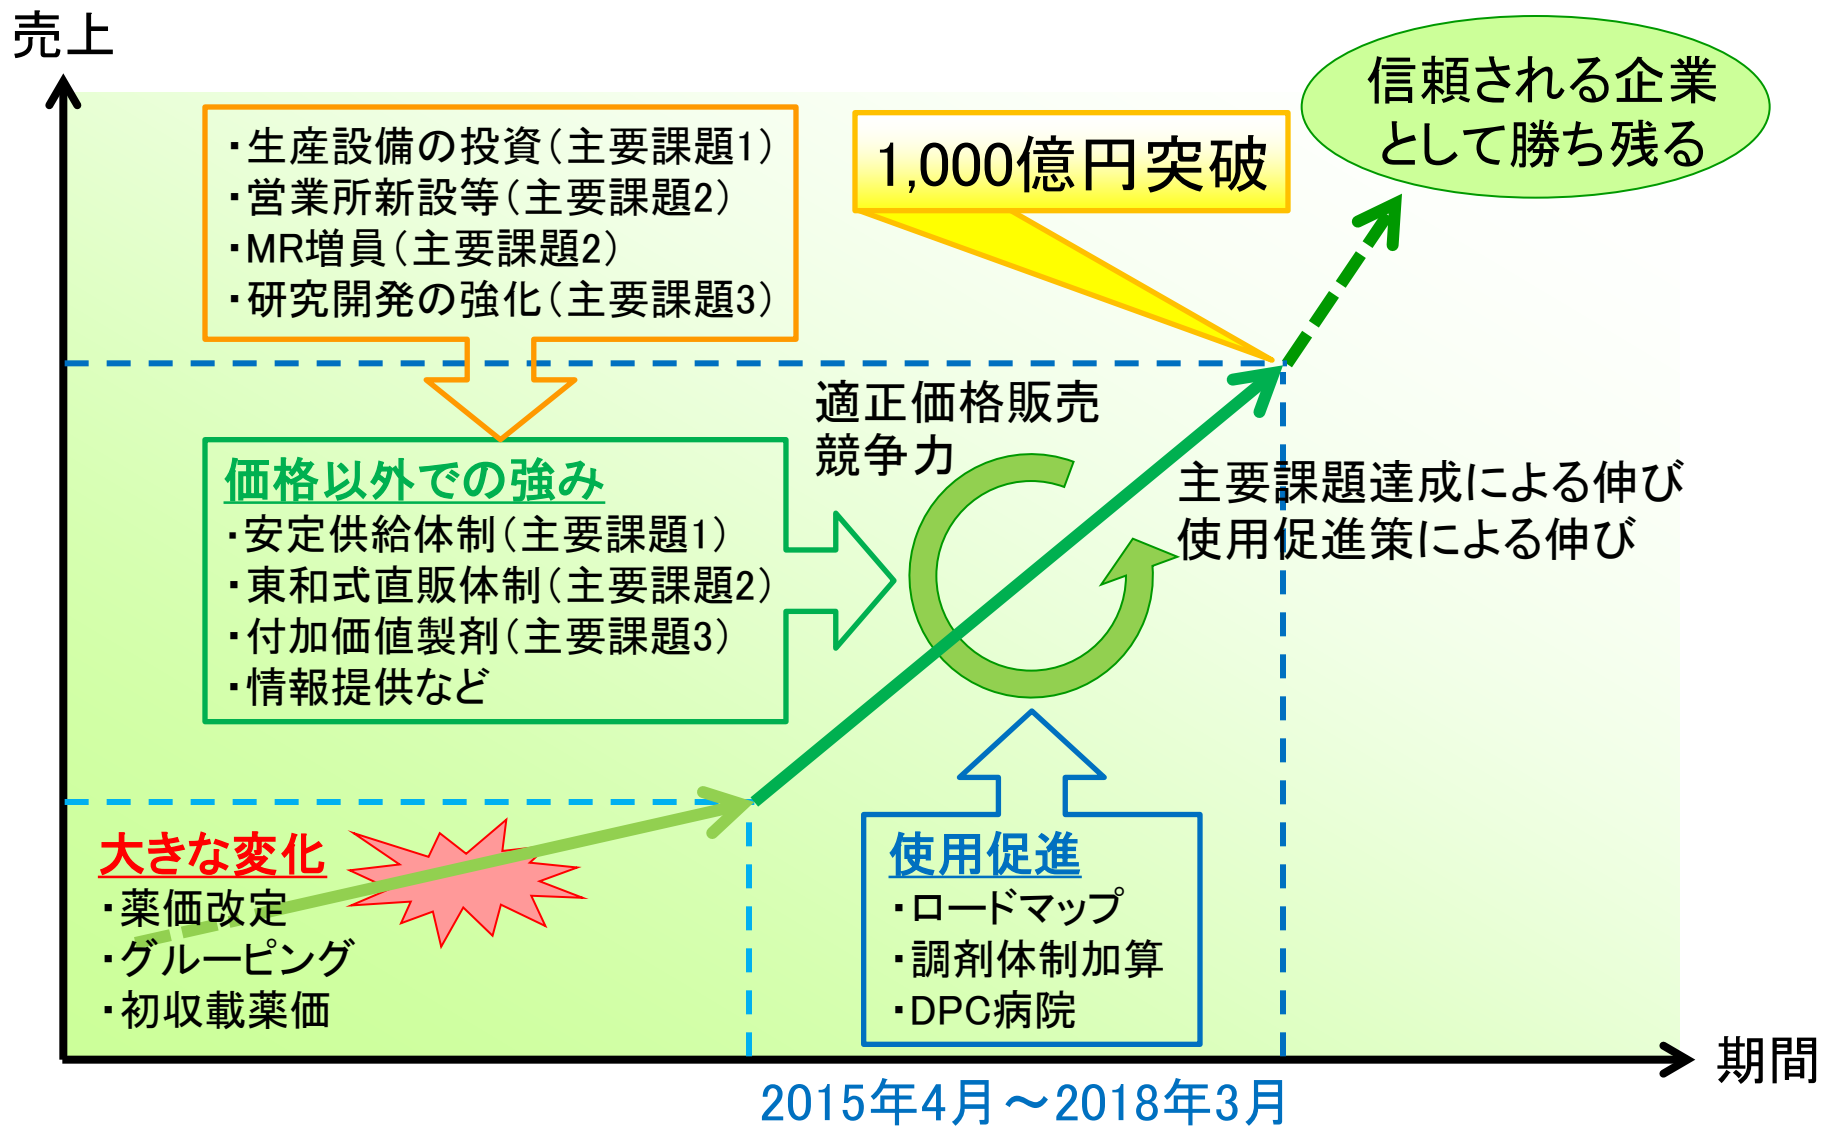 売上
信頼される企業
として勝ち残る
・生産設備の投資（主要課題1）
・営業所新設等（主要課題2）
・MR増員（主要課題2）
・研究開発の強化（主要課題3）
1,000億円突破
適正価格販売
競争力
価格以外での強み
・安定供給体制（主要課題1）
・東和式直販体制（主要課題2）
・付加価値製剤（主要課題3）
・情報提供など
主要課題達成による伸び
使用促進策による伸び
大きな変化
・薬価改定
・グルーピング
・初収載薬価
使用促進
・ロードマップ
・調剤体制加算
・DPC病院
期間
2015年4月～2018年3月